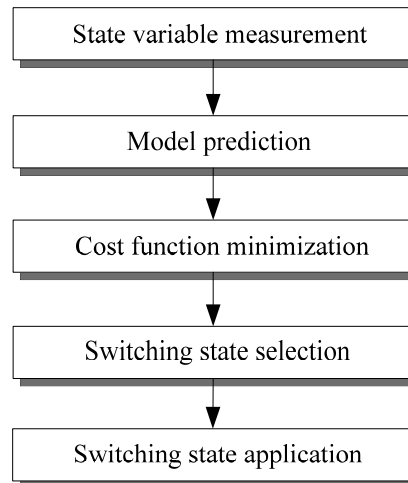 State variable measurement
Model prediction
Cost function minimization
Switching state selection
Switching state application